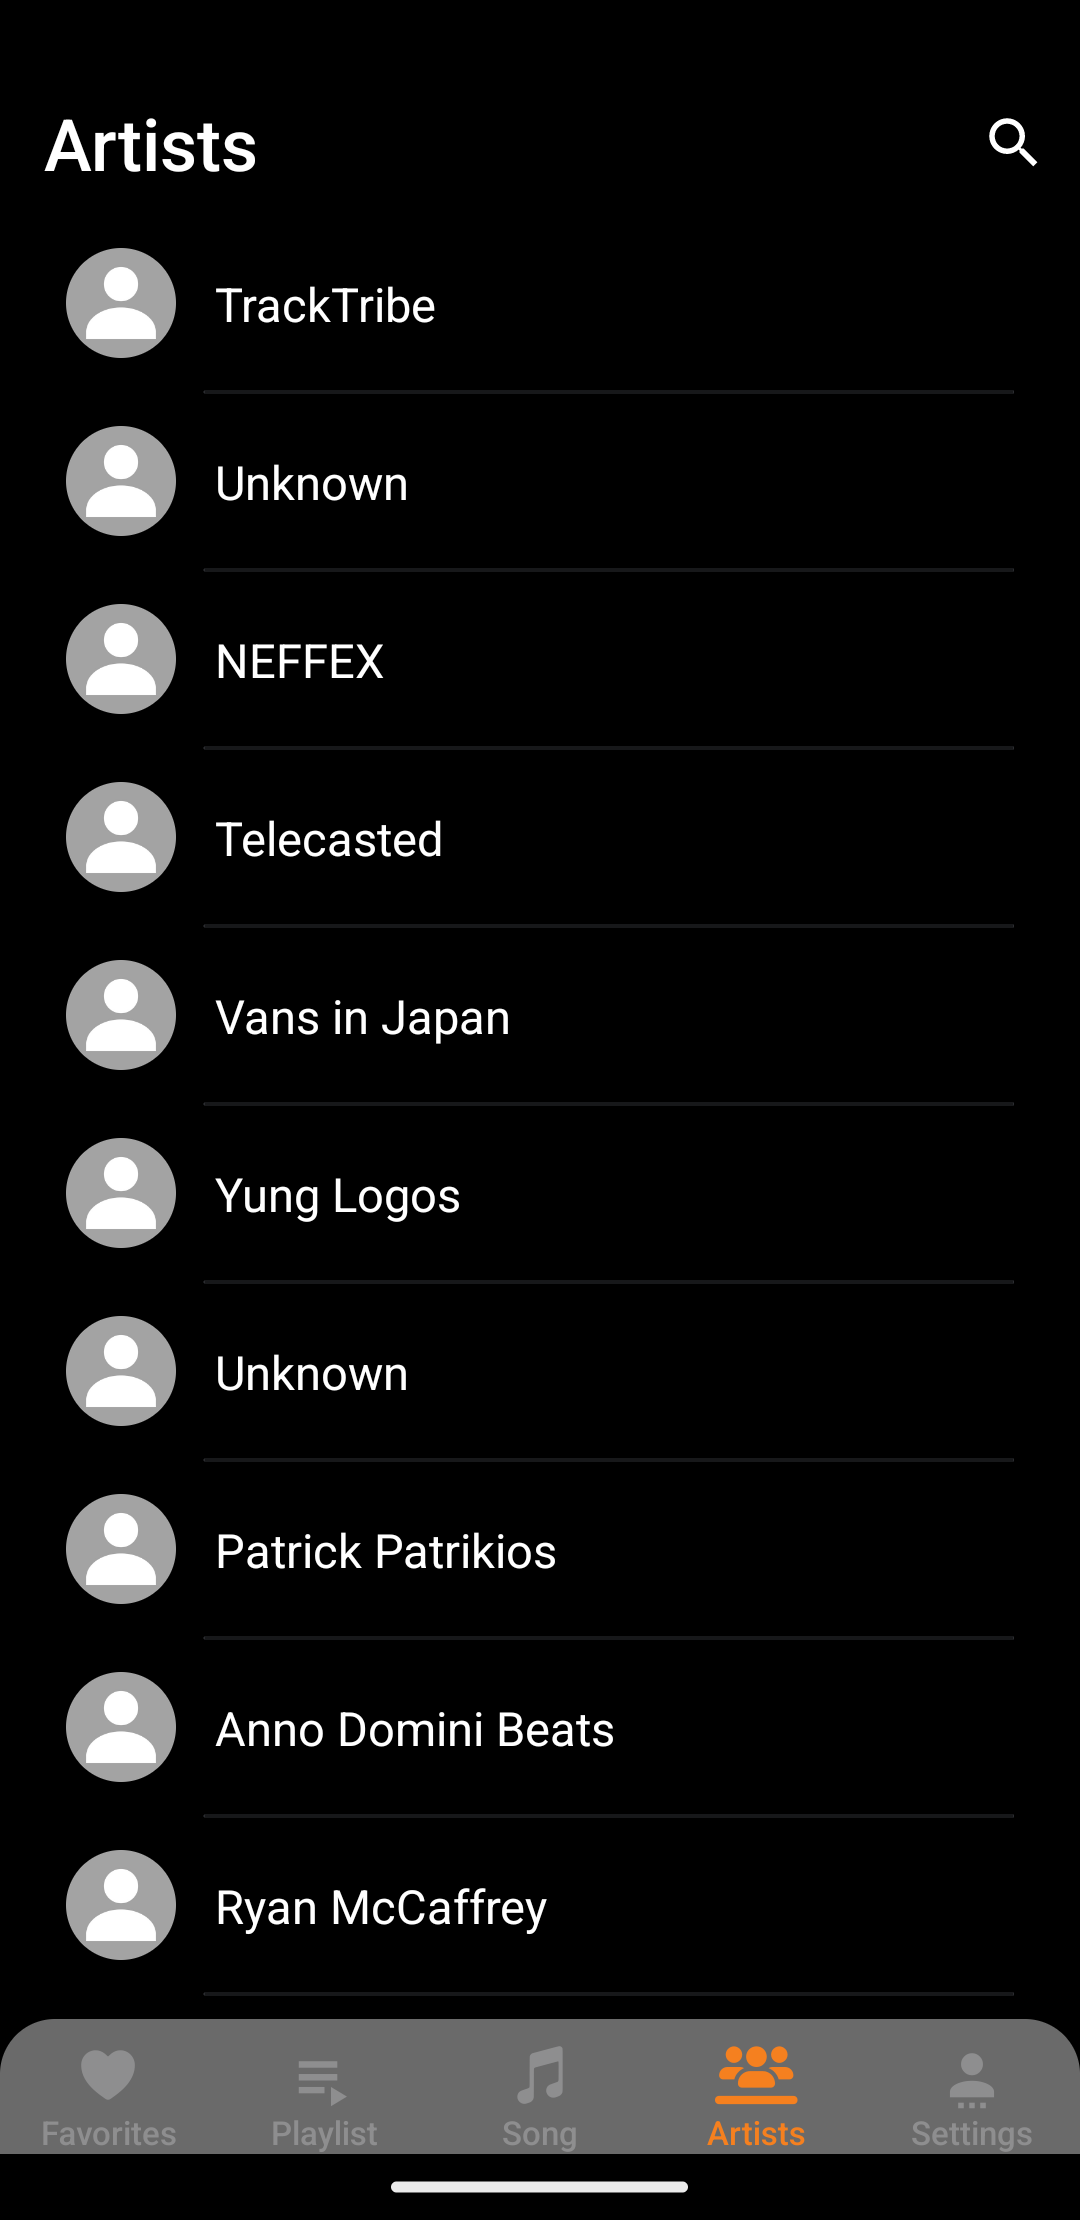 Artists
TrackTribe
Unknown
NEFFEX
Telecasted
Vans in Japan
Yung Logos
Unknown
Patrick Patrikios
Anno Domini Beats
Ryan McCaffrey
Favorites
Playlist
Song
Artists
Settings